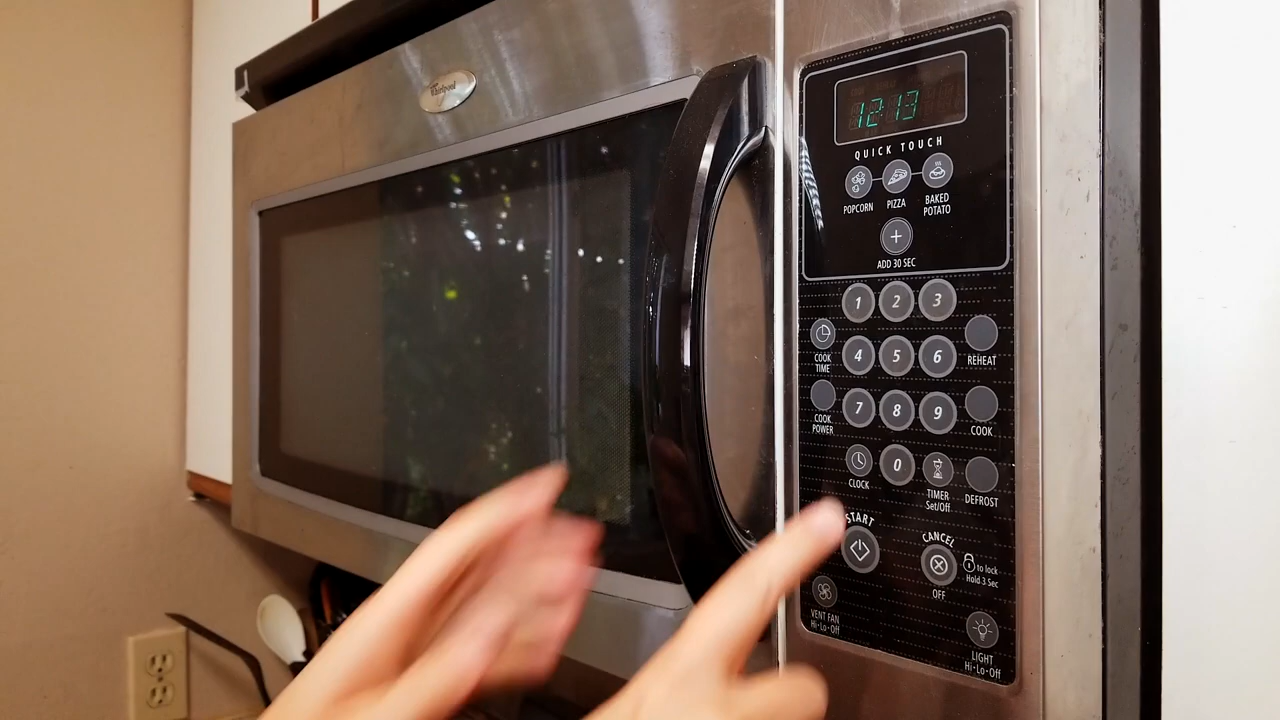 Whirlpool
12:13
QUICK TOUCH
POPCORN
PIZZA
BAKED
POTATO
ADD 30 SEC
1 2 3
COOK
TIME
REHEAT
4 5 6
COOK
POWER
7 8 9
COOK
CLOCK
0
TIMER
Set/Off
DEFROST
START
CANCEL
OFF
to lock
Hold 3 Sec
VENT FAN
Hi•Lo•Off
LIGHT
Hi•Lo•Off